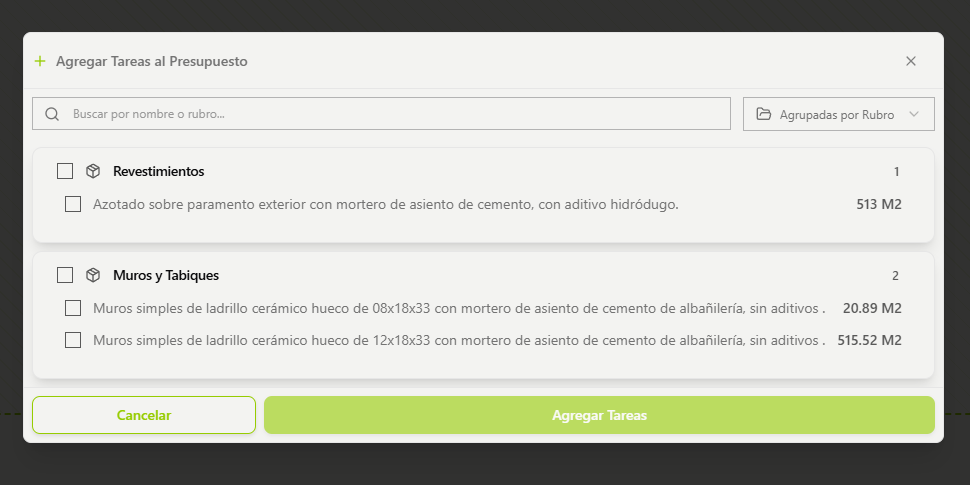 Agregar Tareas al Presupuesto
Buscar por nombre o rubro...
Agrupadas por Rubro
Revestimientos 1
Azotado sobre paramento exterior con mortero de asiento de cemento, con aditivo hidródugo. 513 M2
Muros y Tabiques 2
Muros simples de ladrillo cerámico hueco de 08x18x33 con mortero de asiento de cemento de albañilería, sin aditivos . 20.89 M2
Muros simples de ladrillo cerámico hueco de 12x18x33 con mortero de asiento de cemento de albañilería, sin aditivos . 515.52 M2
Cancelar
Agregar Tareas